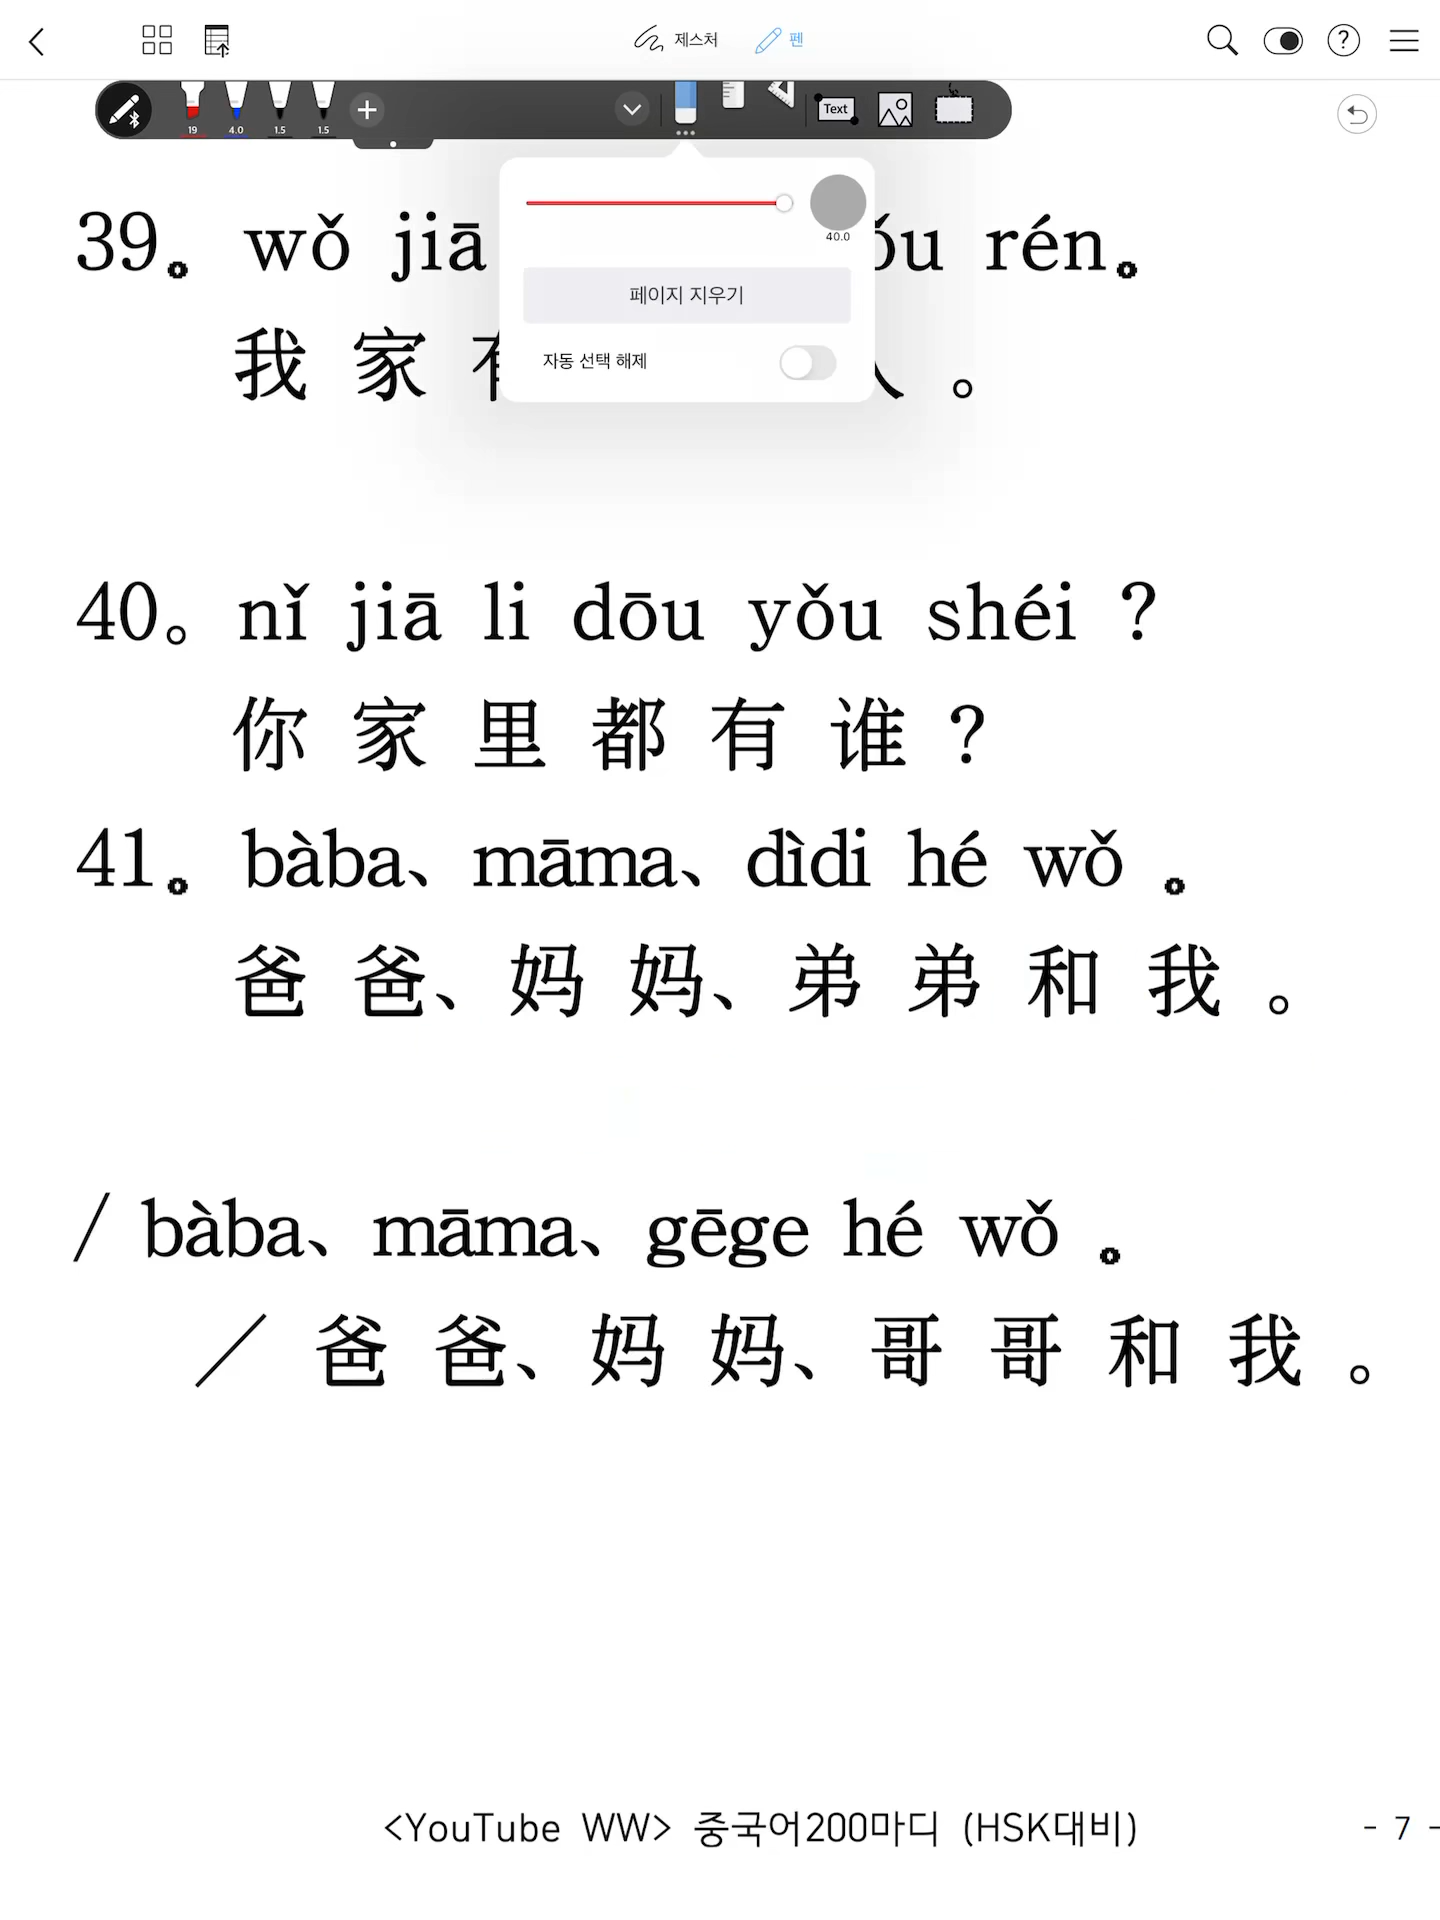 제스처 펜
19 4.0 1.5 1.5 Text
40.0
페이지 지우기
자동 선택 해제
39。 wǒ jiā rén。
我 家 。
40。 nǐ jiā li dōu yǒu shéi ?
你 家 里 都 有 谁 ?
41。 bàba、māma、dìdi hé wǒ 。
爸 爸、妈 妈、弟 弟 和 我 。
/ bàba、māma、gēge hé wǒ 。
/ 爸 爸、妈 妈、哥 哥 和 我 。
<YouTube WW> 중국어200마디 (HSK대비) - 7 -